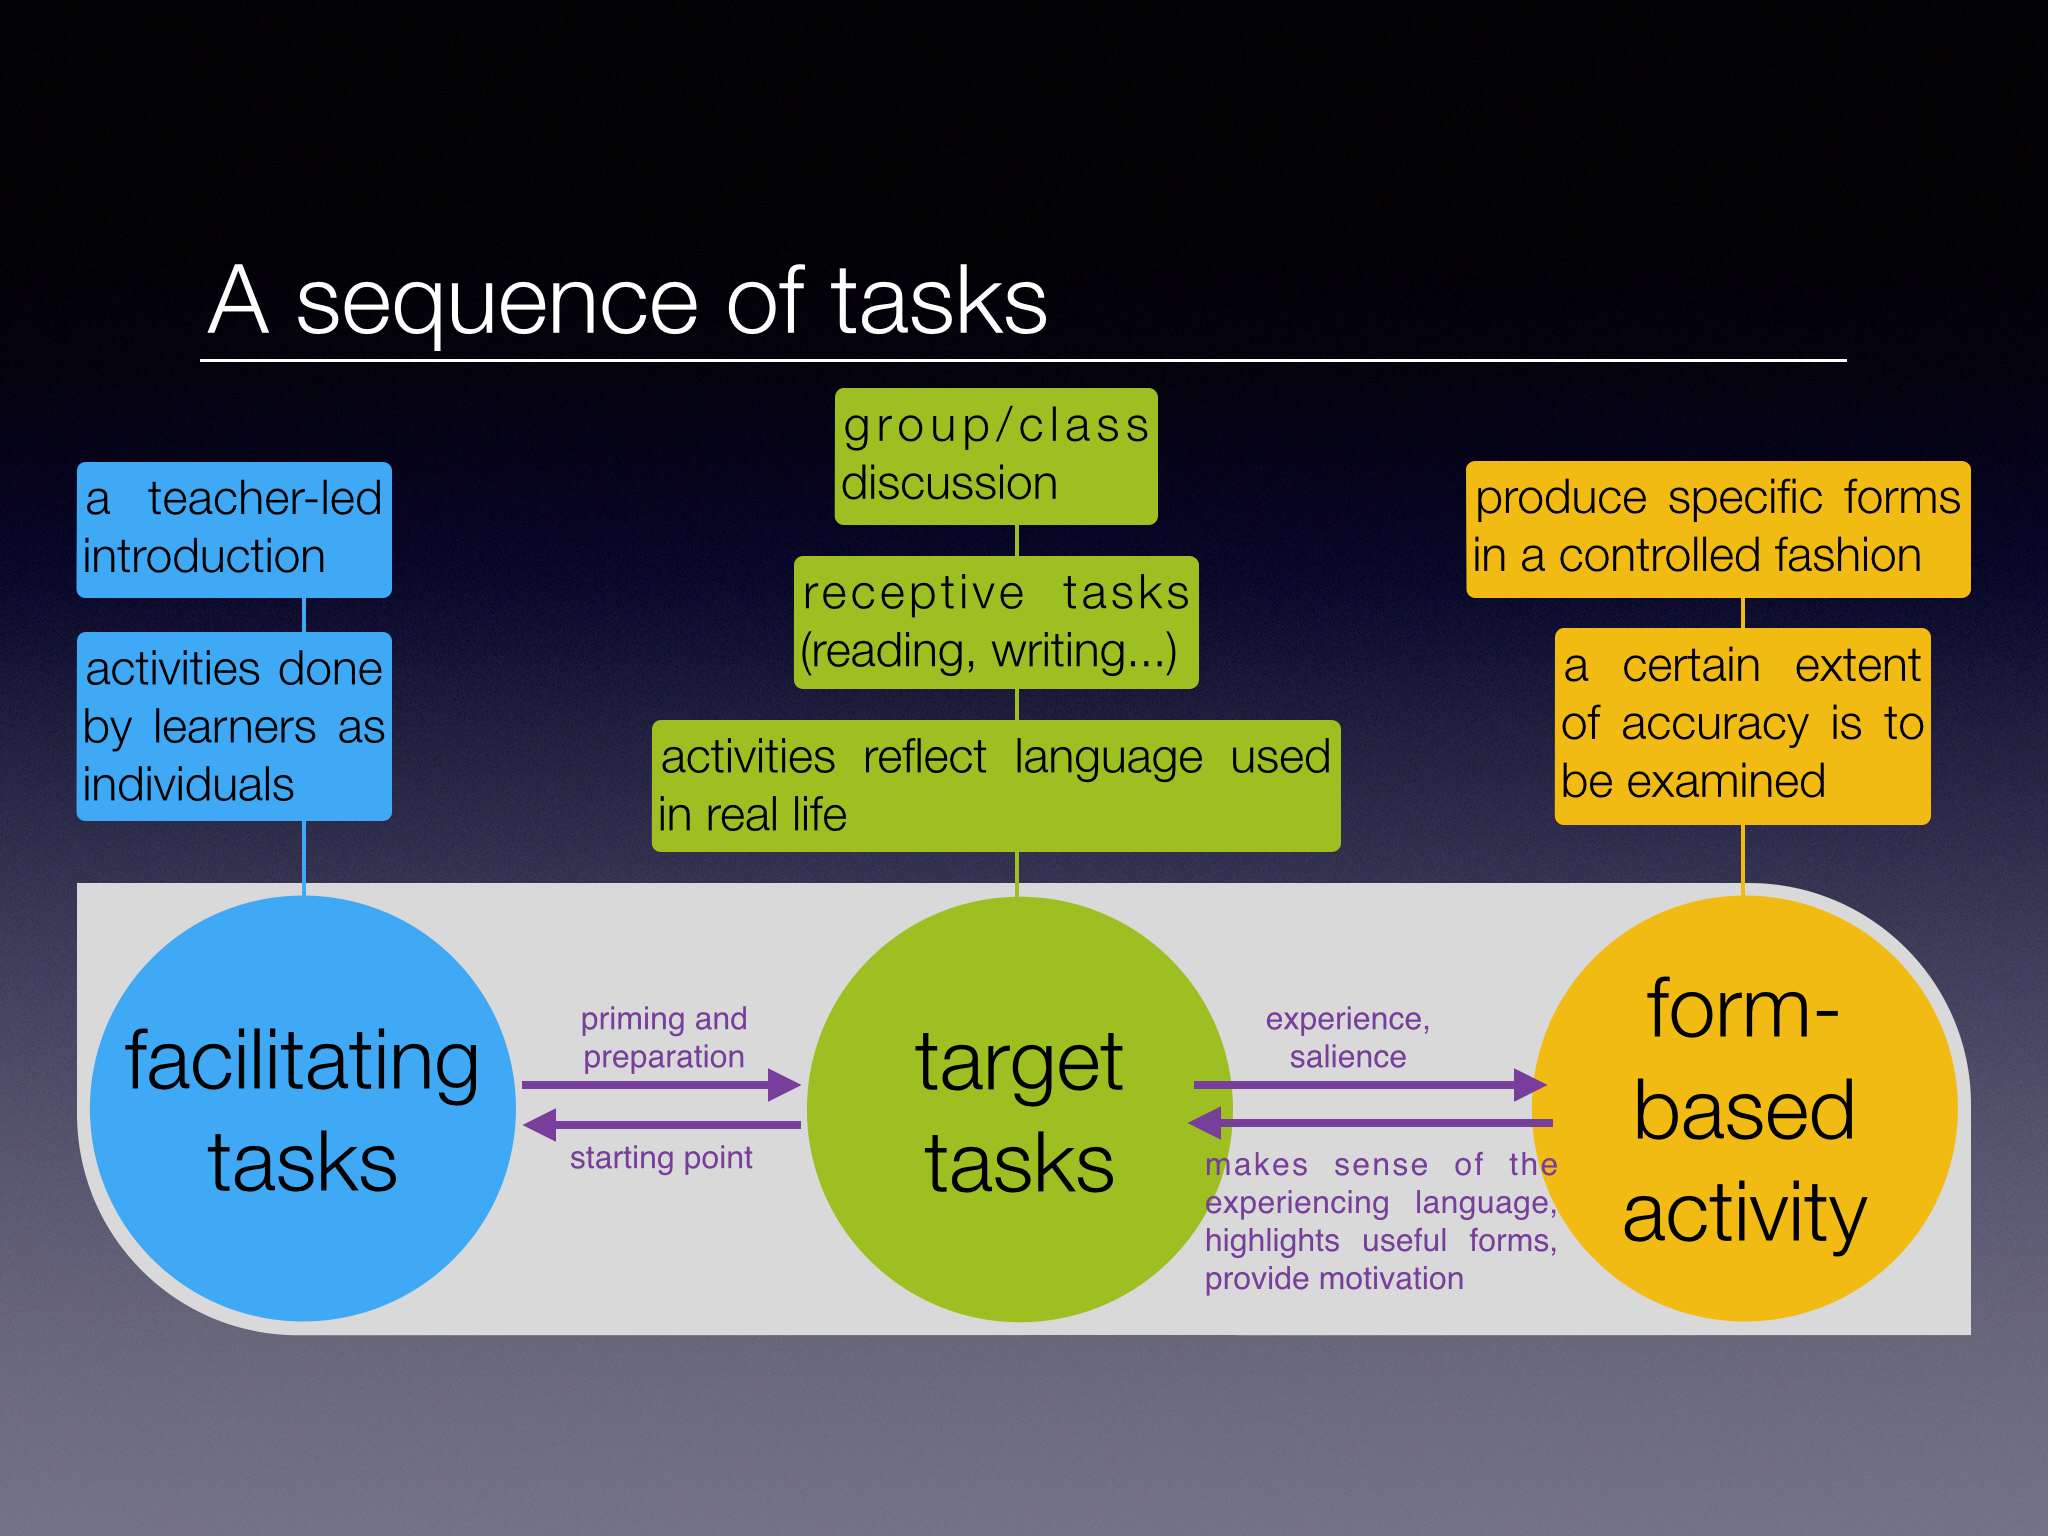 A sequence of tasks
a teacher-led
introduction
activities done
by learners as
individuals
group/class
discussion
receptive tasks
(reading, writing...)
activities reflect language used
in real life
produce specific forms
in a controlled fashion
a certain extent
of accuracy is to
be examined
facilitating
tasks
priming and
preparation
starting point
target
tasks
experience,
salience
makes sense of the
experiencing language,
highlights useful forms,
provide motivation
form-
based
activity